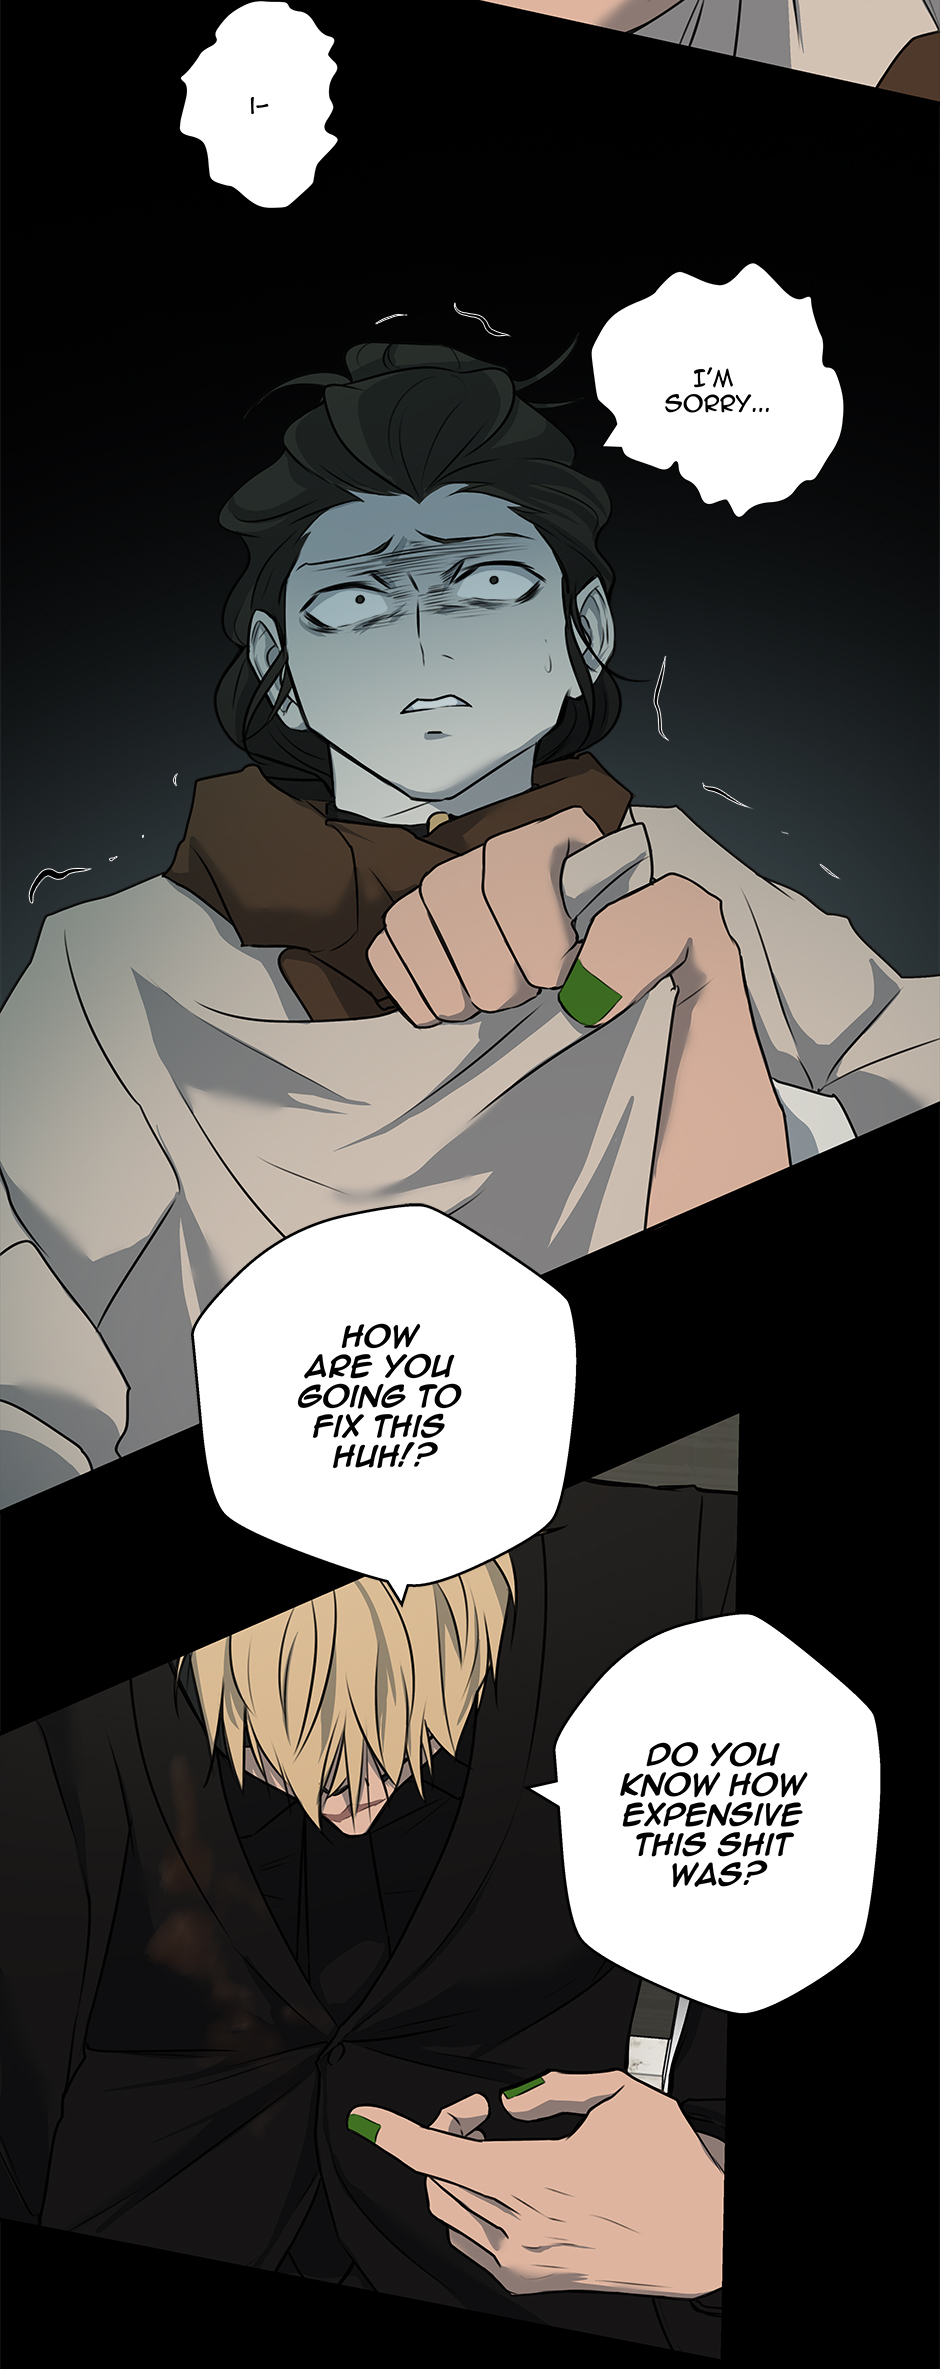 I-
I'M
SORRY...
HOW
ARE YOU
GOING TO
FIX THIS
HUH!?
DO YOU
KNOW HOW
EXPENSIVE
THIS SHIT
WAS?